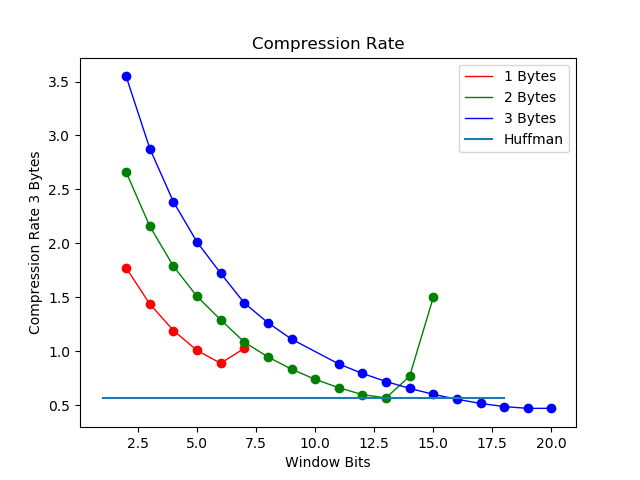 Compression Rate
1 Bytes
2 Bytes
3 Bytes
Huffman
Compression Rate 3 Bytes
3.5
3.0
2.5
2.0
1.5
1.0
0.5
2.5 5.0 7.5 10.0 12.5 15.0 17.5 20.0
Window Bits